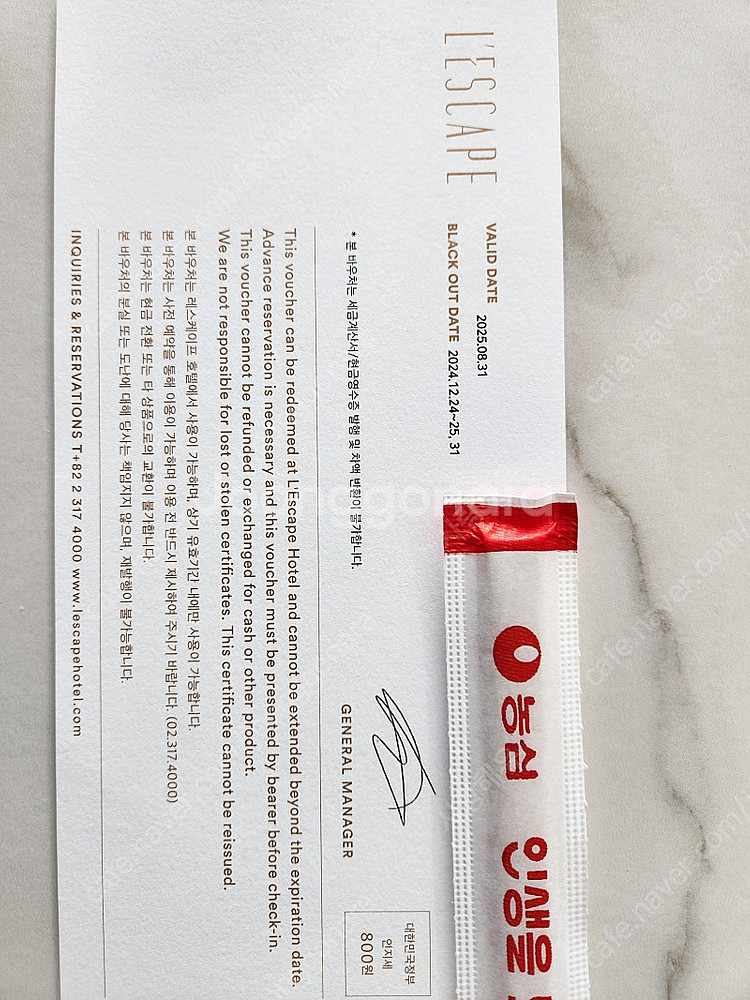 L'ESCAPE
VALID DATE 2025.08.31
BLACK OUT DATE 2024.12.24~25, 31
* 본 바우처는 세금계산서/현금영수증 발행 및 차액 반환이 불가합니다.
GENERAL MANAGER
대한민국정부
인지세
800원
This voucher can be redeemed at L'Escape Hotel and cannot be extended beyond the expiration date.
Advance reservation is necessary and this voucher must be presented by bearer before check-in.
This voucher cannot be refunded or exchanged for cash or other product.
We are not responsible for lost or stolen certificates. This certificate cannot be reissued.
본 바우처는 레스케이프 호텔에서 사용이 가능하며, 상기 유효기간 내에만 사용이 가능합니다.
본 바우처는 사전 예약을 통해 이용이 가능하며 이용 전 반드시 제시하여 주시기 바랍니다. (02.317.4000)
본 바우처는 현금 전환 또는 타 상품으로의 교환이 불가합니다.
본 바우처의 분실 또는 도난에 대해 당사는 책임지지 않으며, 재발행이 불가능합니다.
INQUIRIES & RESERVATIONS T+82 2 317 4000 www.lescapehotel.com
농심 인생을